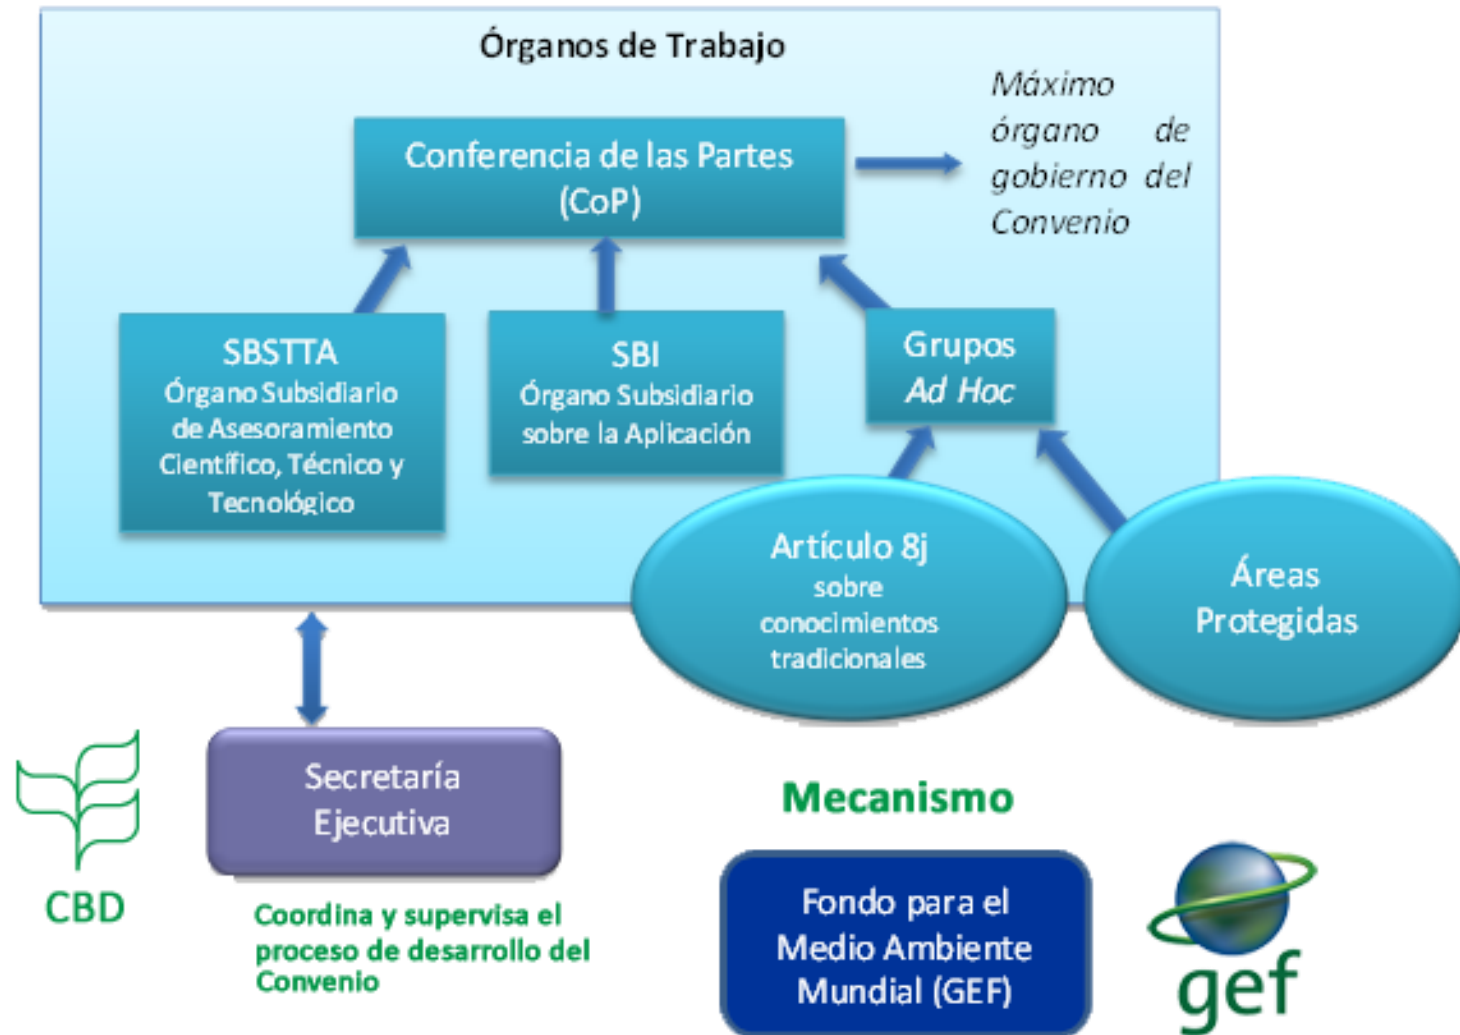 Órganos de Trabajo
Máximo
órgano de
gobierno del
Convenio
Conferencia de las Partes
(CoP)
SBSTTA
Órgano Subsidiario
de Asesoramiento
Científico, Técnico y
Tecnológico
SBI
Órgano Subsidiario
sobre la Aplicación
Grupos
Ad Hoc
Artículo 8j
sobre
conocimientos
tradicionales
Áreas
Protegidas
CBD
Secretaría
Ejecutiva
Coordina y supervisa el
proceso de desarrollo del
Convenio
Mecanismo
Fondo para el
Medio Ambiente
Mundial (GEF)
gef